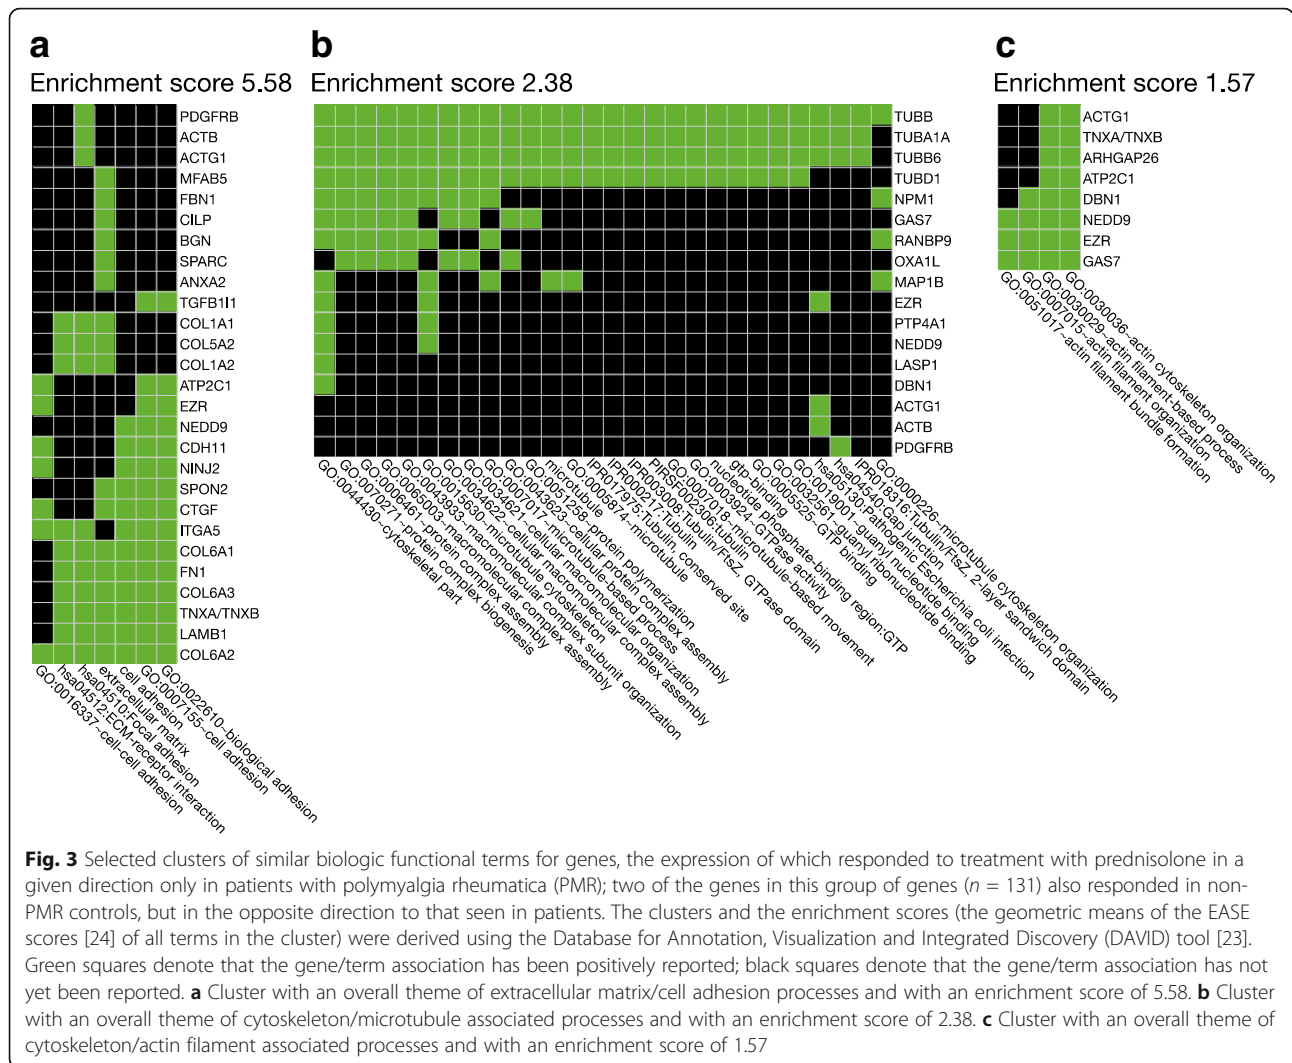 a
Enrichment score 5.58
PDGFRB
ACTB
ACTG1
MFAB5
FBN1
CILP
BGN
SPARC
ANXA2
TGFB1I1
COL1A1
COL5A2
COL1A2
ATP2C1
EZR
NEDD9
CDH11
NINJ2
SPON2
CTGF
ITGA5
COL6A1
FN1
COL6A3
TNXA/TNXB
LAMB1
COL6A2
GO:0016337~cell-cell adhesion
hsa04512:ECM-receptor interaction
hsa04510:Focal adhesion
extracellular matrix
cell adhesion
GO:0007155~cell adhesion
GO:0022610~biological adhesion
b
Enrichment score 2.38
TUBB
TUBA1A
TUBB6
TUBD1
NPM1
GAS7
RANBP9
OXA1L
MAP1B
EZR
PTP4A1
NEDD9
LASP1
DBN1
ACTG1
ACTB
PDGFRB
GO:0044430~cytoskeletal part
GO:0070271~protein complex biogenesis
GO:0006461~protein complex assembly
GO:0065003~macromolecular complex assembly
GO:0043933~macromolecular complex subunit organization
GO:0015630~microtubule cytoskeleton
GO:0034622~cellular macromolecular complex assembly
GO:0034621~cellular macromolecular organization
GO:0007017~microtubule-based process
GO:0043623~cellular protein complex assembly
GO:0051258~protein polymerization
microtubule
GO:0005874~microtubule
IPR017975:Tubulin, conserved site
IPR000217:Tubulin
IPR003008:Tubulin/FtsZ, GTPase domain
PIRSF002306:tubulin
GO:0007018~microtubule-based movement
GO:0003924~GTPase activity
nucleotide phosphate-binding region:GTP
gtp-binding
GO:0005525~GTP binding
GO:0032561~guanyl ribonucleotide binding
GO:0019001~guanyl nucleotide binding
hsa05130:Pathogenic Escherichia coli infection
hsa04540:Gap junction
IPR018316:Tubulin/FtsZ, 2-layer sandwich domain
GO:0000226~microtubule cytoskeleton organization
c
Enrichment score 1.57
ACTG1
TNXA/TNXB
ARHGAP26
ATP2C1
DBN1
NEDD9
EZR
GAS7
GO:0051017~actin filament bundle formation
GO:0007015~actin filament organization
GO:0030029~actin filament-based process
GO:0030036~actin cytoskeleton organization
Fig. 3 Selected clusters of similar biologic functional terms for genes, the expression of which responded to treatment with prednisolone in a
given direction only in patients with polymyalgia rheumatica (PMR); two of the genes in this group of genes (n = 131) also responded in non-
PMR controls, but in the opposite direction to that seen in patients. The clusters and the enrichment scores (the geometric means of the EASE
scores [24] of all terms in the cluster) were derived using the Database for Annotation, Visualization and Integrated Discovery (DAVID) tool [23].
Green squares denote that the gene/term association has been positively reported; black squares denote that the gene/term association has not
yet been reported. a Cluster with an overall theme of extracellular matrix/cell adhesion processes and with an enrichment score of 5.58. b Cluster
with an overall theme of cytoskeleton/microtubule associated processes and with an enrichment score of 2.38. c Cluster with an overall theme of
cytoskeleton/actin filament associated processes and with an enrichment score of 1.57